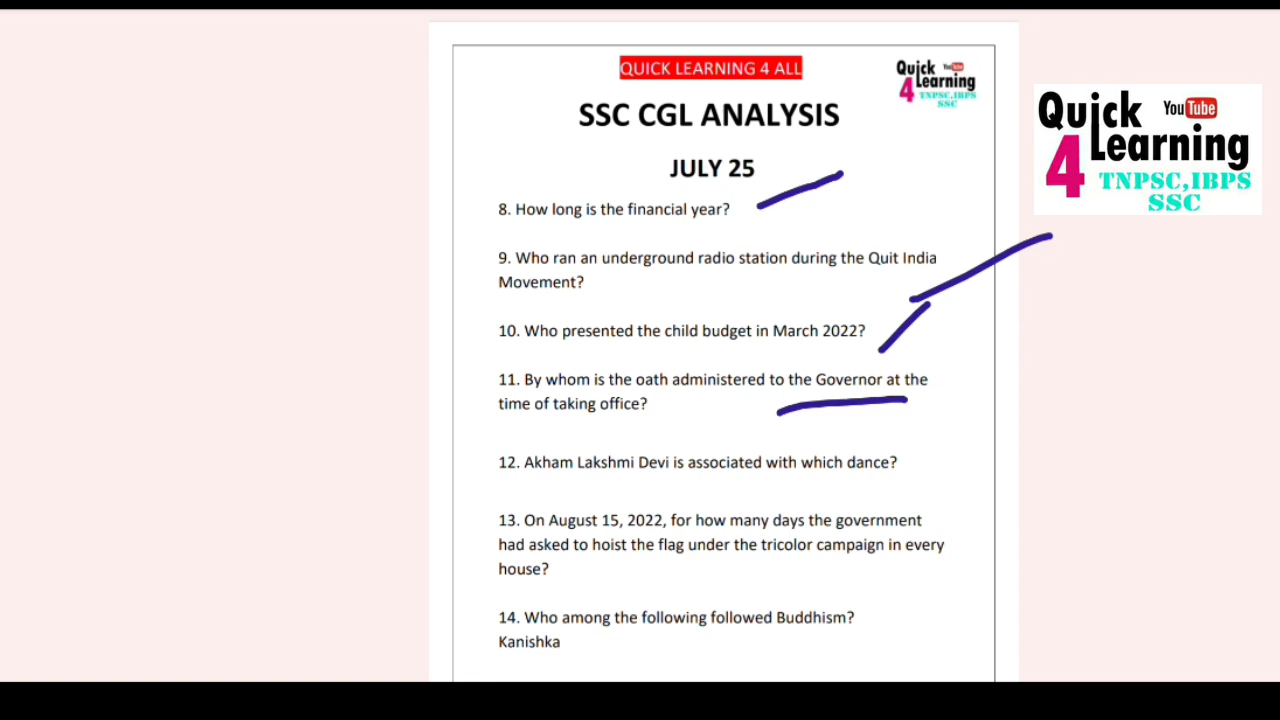 QUICK LEARNING 4 ALL
Quick YouTube
4 Learning
TNPSC,IBPS
SSC
SSC CGL ANALYSIS
JULY 25
8. How long is the financial year?
9. Who ran an underground radio station during the Quit India
Movement?
10. Who presented the child budget in March 2022?
11. By whom is the oath administered to the Governor at the
time of taking office?
12. Akham Lakshmi Devi is associated with which dance?
13. On August 15, 2022, for how many days the government
had asked to hoist the flag under the tricolor campaign in every
house?
14. Who among the following followed Buddhism?
Kanishka
Quick YouTube
4 Learning
TNPSC,IBPS
SSC